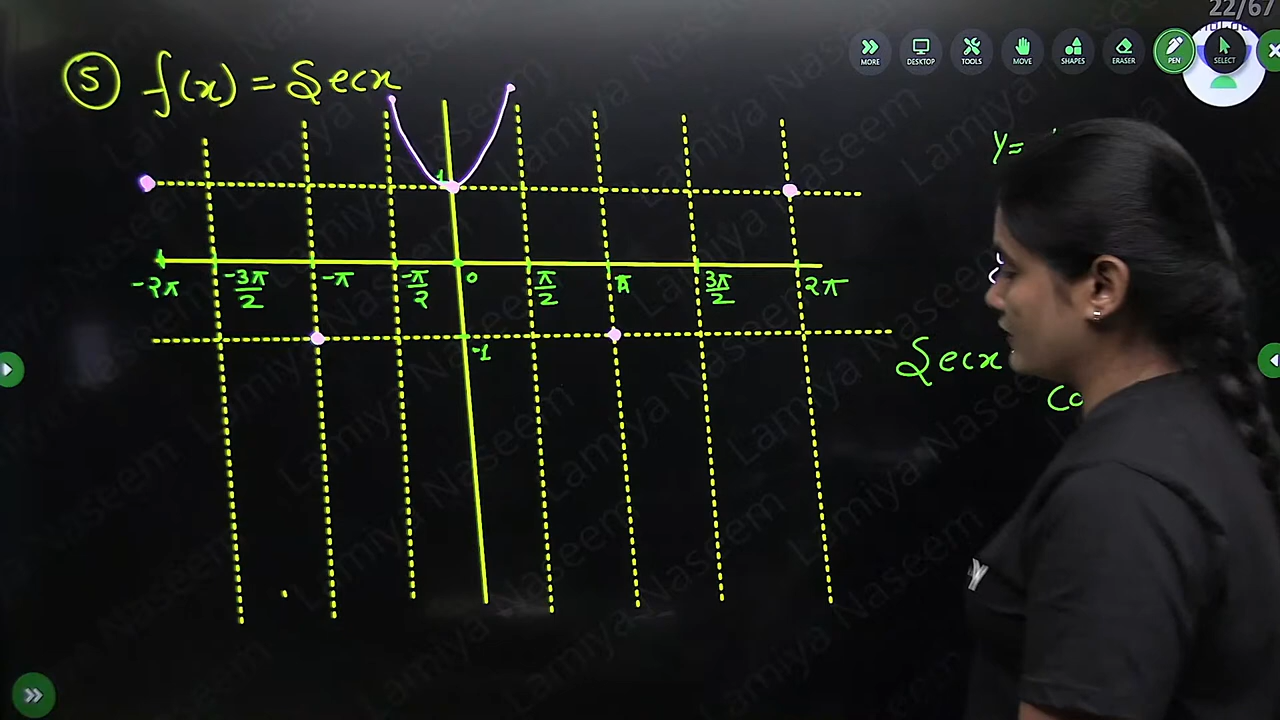 22/67
MORE DESKTOP TOOLS MOVE SHAPES ERASER PEN SELECT
5 f(x) = Secx
y=
1
-2π -3π/2 -π -π/2 0 π/2 π 3π/2 2π
-1
Secx
Co
Lamiya Naseem